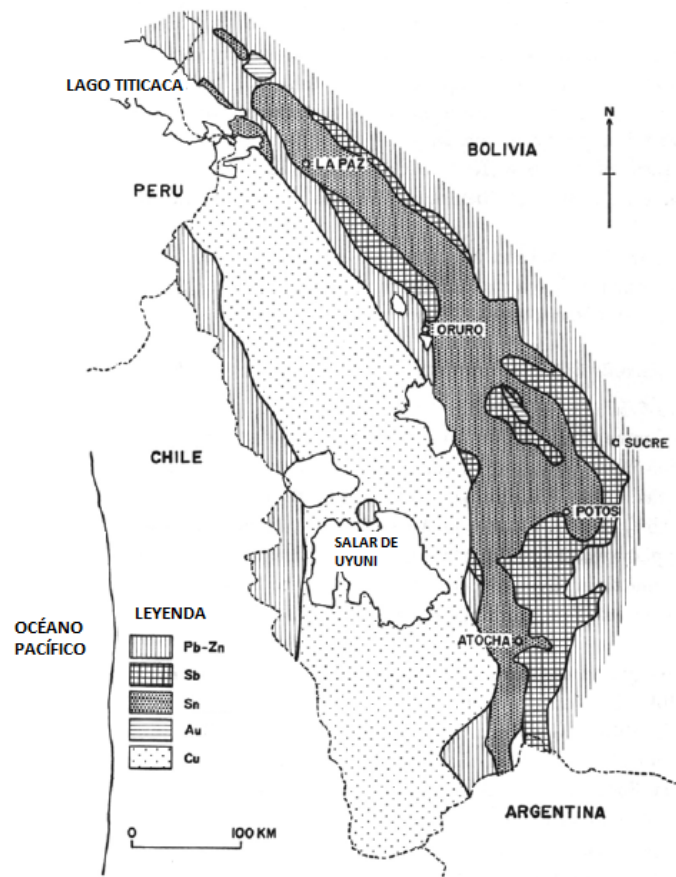 LAGO TITICACA
N
BOLIVIA
LA PAZ
PERU
ORURO
CHILE
SUCRE
POTOSI
SALAR DE
UYUNI
OCÉANO
PACÍFICO
LEYENDA
Pb-Zn
Sb
Sn
Au
Cu
ATOCHA
0 100 KM
ARGENTINA